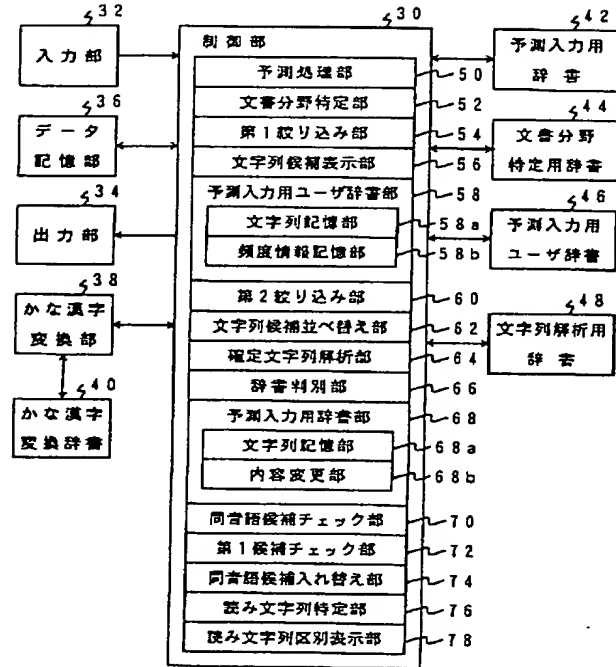 32
入力部
36
データ
記憶部
34
出力部
38
かな漢字
変換部
40
かな漢字
変換辞書
30
制御部
予測処理部 50
文書分野特定部 52
第1絞り込み部 54
文字列候補表示部 56
予測入力用ユーザ辞書部 58
文字列記憶部 58a
頻度情報記憶部 58b
第2絞り込み部 60
文字列候補並べ替え部 62
確定文字列解析部 64
辞書判別部 66
予測入力用辞書部 68
文字列記憶部 68a
内容変更部 68b
同音語候補チェック部 70
第1候補チェック部 72
同音語候補入れ替え部 74
読み文字列特定部 76
読み文字列区別表示部 78
42
予測入力用
辞書
44
文書分野
特定用辞書
46
予測入力用
ユーザ辞書
48
文字列解析用
辞書